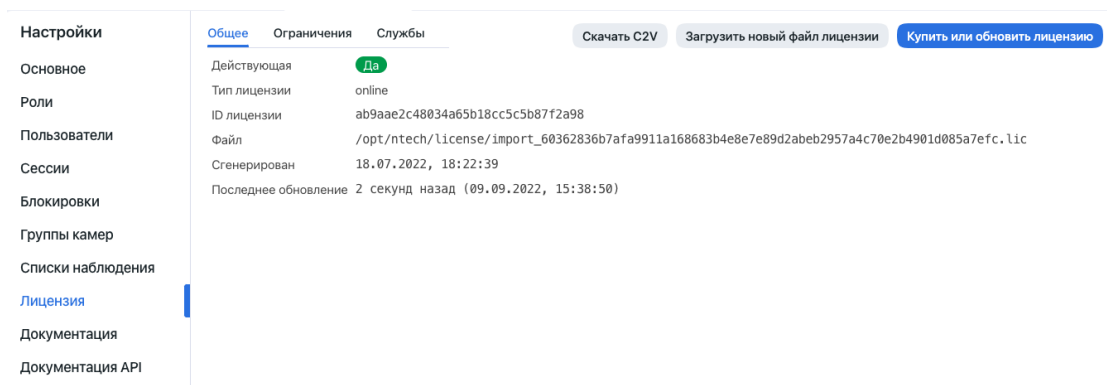 Настройки
Основное
Роли
Пользователи
Сессии
Блокировки
Группы камер
Списки наблюдения
Лицензия
Документация
Документация API
Общее Ограничения Службы
Скачать C2V Загрузить новый файл лицензии Купить или обновить лицензию
Действующая Да
Тип лицензии online
ID лицензии ab9aae2c48034a65b18cc5c5b87f2a98
Файл /opt/ntech/license/import_60362836b7afa9911a168683b4e8e7e89d2abeb2957a4c70e2b4901d085a7efc.lic
Сгенерирован 18.07.2022, 18:22:39
Последнее обновление 2 секунд назад (09.09.2022, 15:38:50)